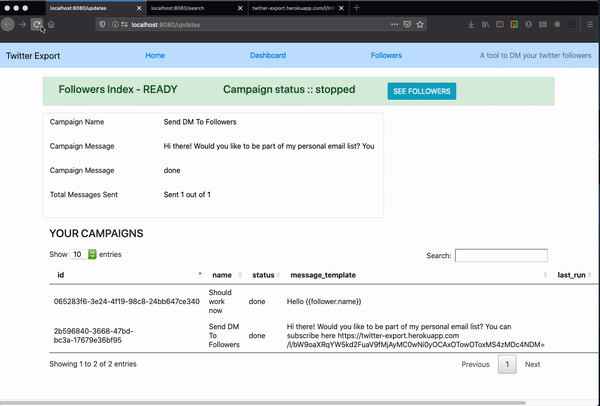 localhost:8080/updates
localhost:8080/search
twitter-export.herokuapp.com/l/b
localhost:8080/updates
Twitter Export Home Dashboard Followers A tool to DM your twitter followers
Followers Index - READY Campaign status :: stopped SEE FOLLOWERS
Campaign Name Send DM To Followers
Campaign Message Hi there! Would you like to be part of my personal email list? You
Campaign Message done
Total Messages Sent Sent 1 out of 1
YOUR CAMPAIGNS
Show 10 entries Search:
id name status message_template last_run
065283f6-3e24-4f19-98c8-24bb647ce340 Should work now done Hello {{follower.name}}
2b596840-3668-47bd-bc3a-17679e36bf95 Send DM To Followers done Hi there! Would you like to be part of my personal email list? You can
subscribe here https://twitter-export.herokuapp.com
/l/bW9oaXRqYW5kd2FuaV9fMjAyMC0wNi0yOCAxOTowOToxMS4zMDc4NDM=
Showing 1 to 2 of 2 entries Previous 1 Next